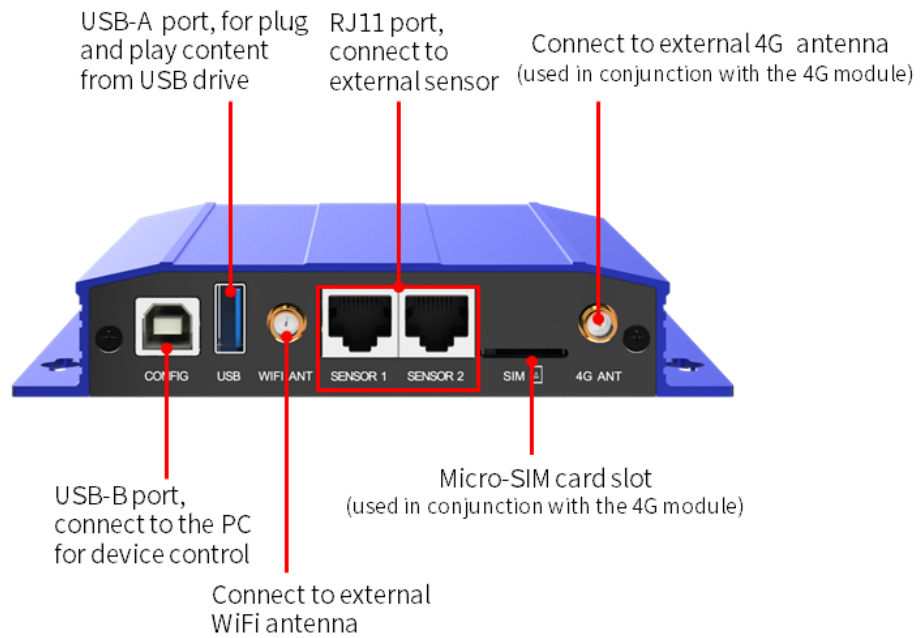 USB-A port, for plug
and play content
from USB drive
RJ11 port,
connect to
external sensor
Connect to external 4G antenna
(used in conjunction with the 4G module)
CONFIG
USB
WIFI ANT
SENSOR 1
SENSOR 2
SIM
4G ANT
USB-B port,
connect to the PC
for device control
Connect to external
WiFi antenna
Micro-SIM card slot
(used in conjunction with the 4G module)